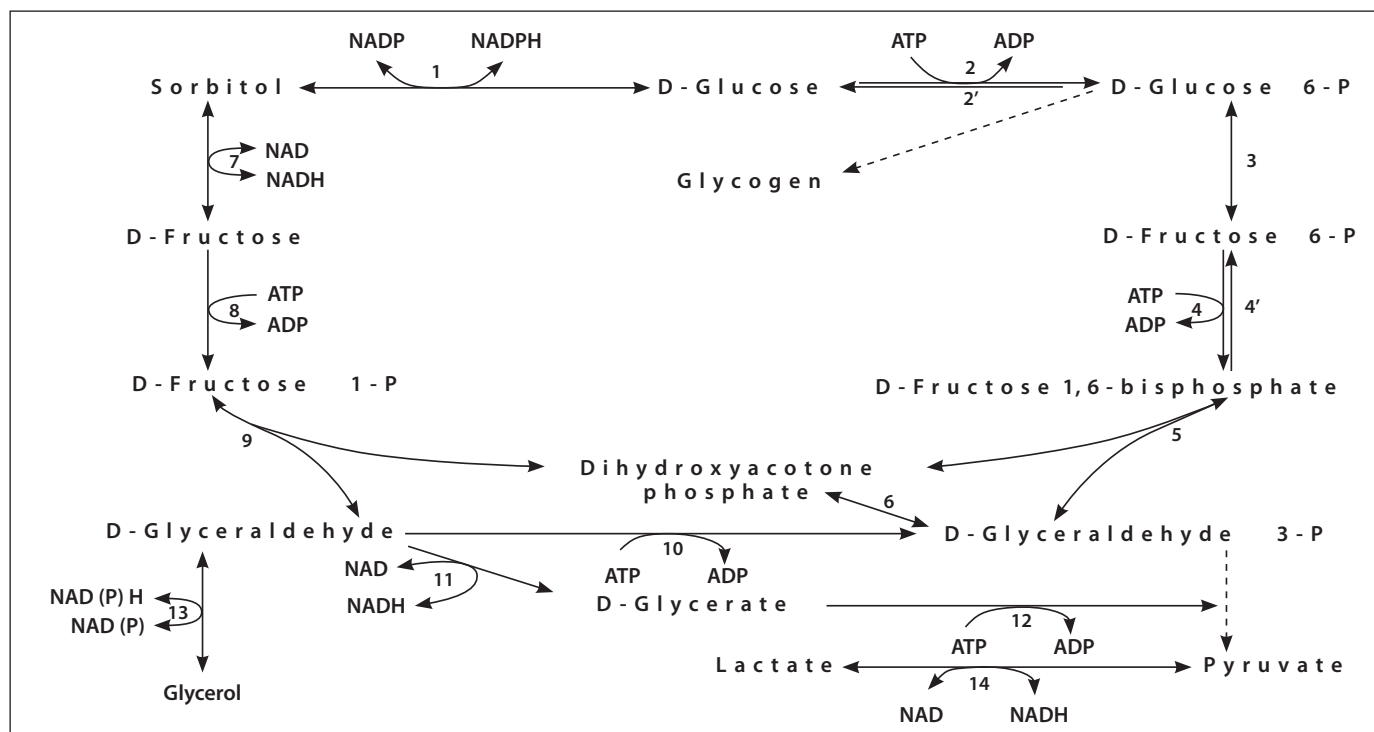 NADP NADPH ATP ADP
1 2
Sorbitol D-Glucose 2′ D-Glucose 6-P
7 NAD
NADH
Glycogen
3
D-Fructose D-Fructose 6-P
8 ATP
ADP
ATP 4 4′
ADP
D-Fructose 1-P D-Fructose 1,6-bisphosphate
9 5
Dihydroxyacotone
phosphate
6
D-Glyceraldehyde 10 D-Glyceraldehyde 3-P
NAD 11 ATP ADP
NADH
NAD (P) H 13
NAD (P)
D-Glycerate 12
ATP ADP
Lactate Pyruvate
14
Glycerol
NAD NADH